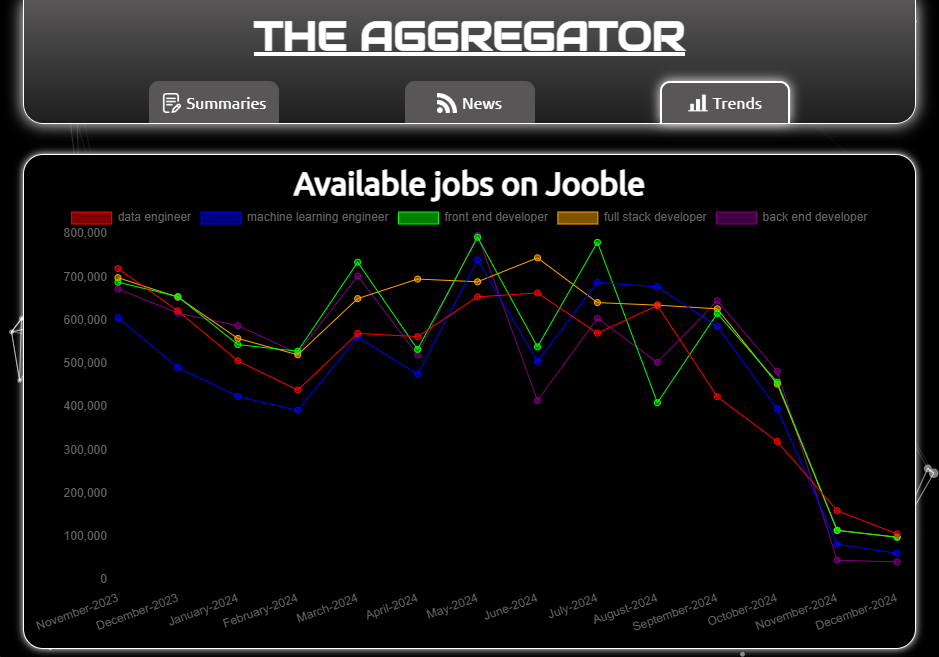 THE AGGREGATOR
Summaries News Trends
Available jobs on Jooble
data engineer machine learning engineer front end developer full stack developer back end developer
800,000
700,000
600,000
500,000
400,000
300,000
200,000
100,000
0
November-2023 December-2023 January-2024 February-2024 March-2024 April-2024 May-2024 June-2024 July-2024 August-2024 September-2024 October-2024 November-2024 December-2024